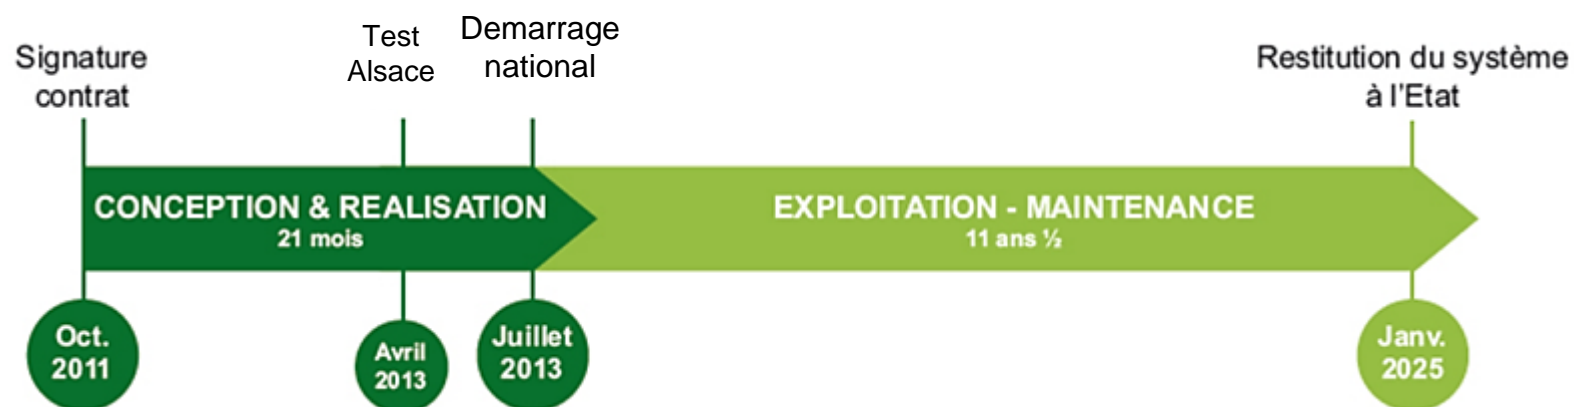 Signature
contrat
Test
Alsace
Demarrage
national
Restitution du système
à l'Etat
CONCEPTION & REALISATION
21 mois
EXPLOITATION - MAINTENANCE
11 ans ½
Oct.
2011
Avril
2013
Juillet
2013
Janv.
2025